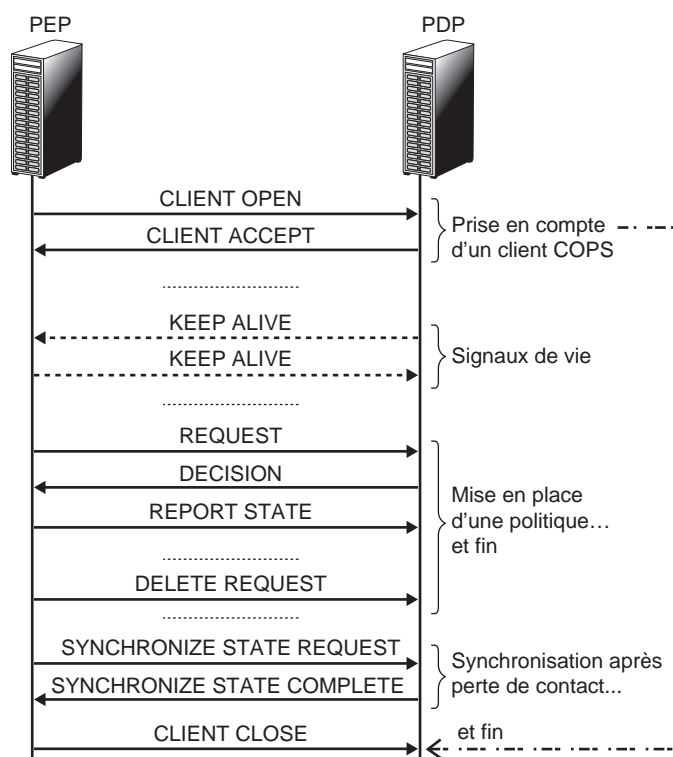 PEP
PDP
CLIENT OPEN
CLIENT ACCEPT
Prise en compte
d'un client COPS
KEEP ALIVE
KEEP ALIVE
Signaux de vie
REQUEST
DECISION
REPORT STATE
DELETE REQUEST
Mise en place
d'une politique…
et fin
SYNCHRONIZE STATE REQUEST
SYNCHRONIZE STATE COMPLETE
Synchronisation après
perte de contact...
CLIENT CLOSE
et fin